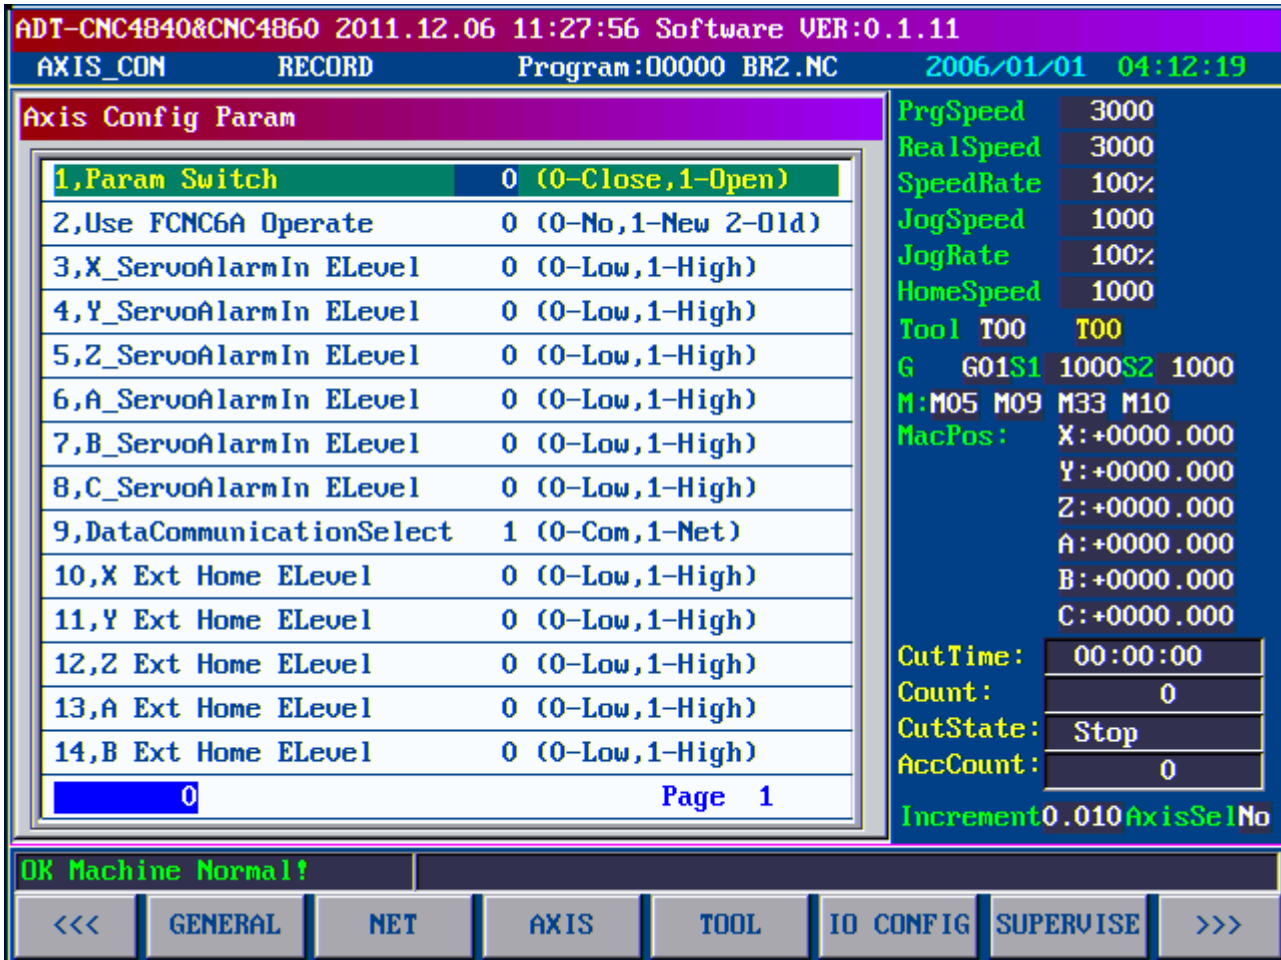 ADT-CNC4840&CNC4860 2011.12.06 11:27:56 Software VER:0.1.11
AXIS_CON RECORD Program:O0000 BR2.NC 2006/01/01 04:12:19
Axis Config Param
1,Param Switch 0 (0-Close,1-Open)
2,Use FCNC6A Operate 0 (0-No,1-New 2-Old)
3,X_ServoAlarmIn ELevel 0 (0-Low,1-High)
4,Y_ServoAlarmIn ELevel 0 (0-Low,1-High)
5,Z_ServoAlarmIn ELevel 0 (0-Low,1-High)
6,A_ServoAlarmIn ELevel 0 (0-Low,1-High)
7,B_ServoAlarmIn ELevel 0 (0-Low,1-High)
8,C_ServoAlarmIn ELevel 0 (0-Low,1-High)
9,DataCommunicationSelect 1 (0-Com,1-Net)
10,X Ext Home ELevel 0 (0-Low,1-High)
11,Y Ext Home ELevel 0 (0-Low,1-High)
12,Z Ext Home ELevel 0 (0-Low,1-High)
13,A Ext Home ELevel 0 (0-Low,1-High)
14,B Ext Home ELevel 0 (0-Low,1-High)
0 Page 1
PrgSpeed 3000
RealSpeed 3000
SpeedRate 100%
JogSpeed 1000
JogRate 100%
HomeSpeed 1000
Tool T00 T00
G G01S1 1000S2 1000
M:M05 M09 M33 M10
MacPos: X:+0000.000
Y:+0000.000
Z:+0000.000
A:+0000.000
B:+0000.000
C:+0000.000
CutTime: 00:00:00
Count: 0
CutState: Stop
AccCount: 0
Increment0.010AxisSelNo
OK Machine Normal!
<<< GENERAL NET AXIS TOOL IO CONFIG SUPERVISE >>>